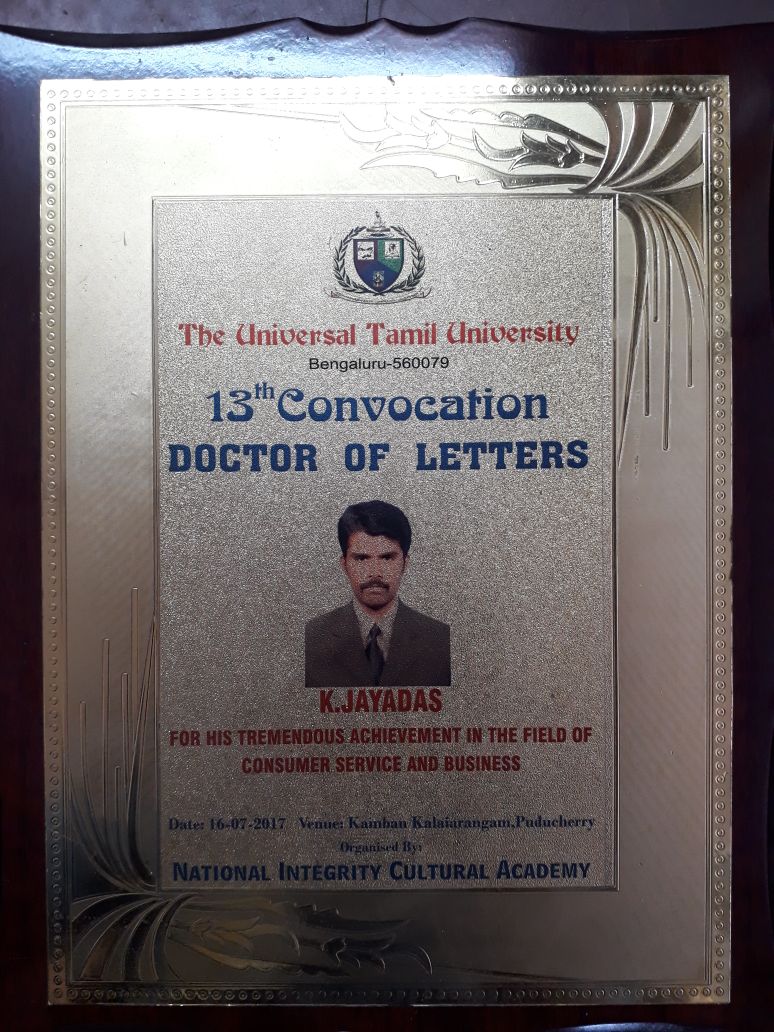 The Universal Tamil University
Bengaluru-560079
13th Convocation
DOCTOR OF LETTERS
K.JAYADAS
FOR HIS TREMENDOUS ACHIEVEMENT IN THE FIELD OF
CONSUMER SERVICE AND BUSINESS
Date: 16-07-2017 Venue: Kamban Kalaiarangam,Puducherry
Organised By:
NATIONAL INTEGRITY CULTURAL ACADEMY